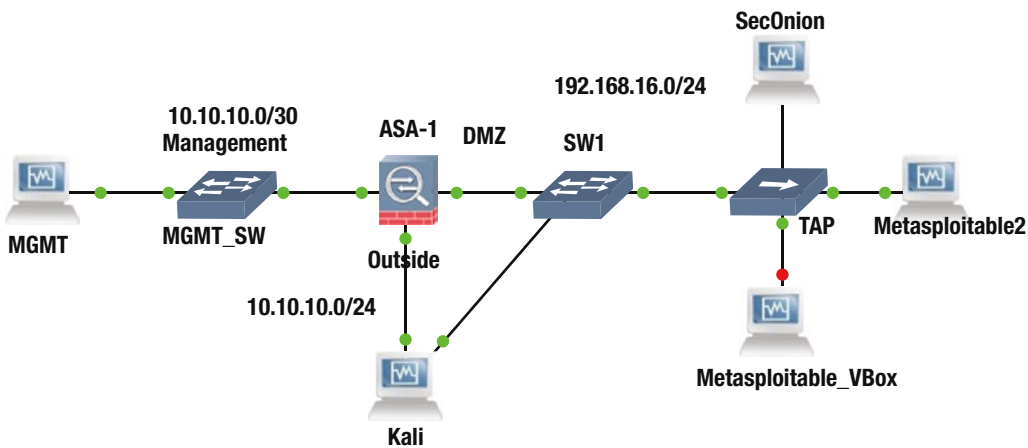 SecOnion
192.168.16.0/24
10.10.10.0/30
Management
ASA-1
DMZ
SW1
MGMT
MGMT_SW
Outside
TAP
Metasploitable2
10.10.10.0/24
Metasploitable_VBox
Kali